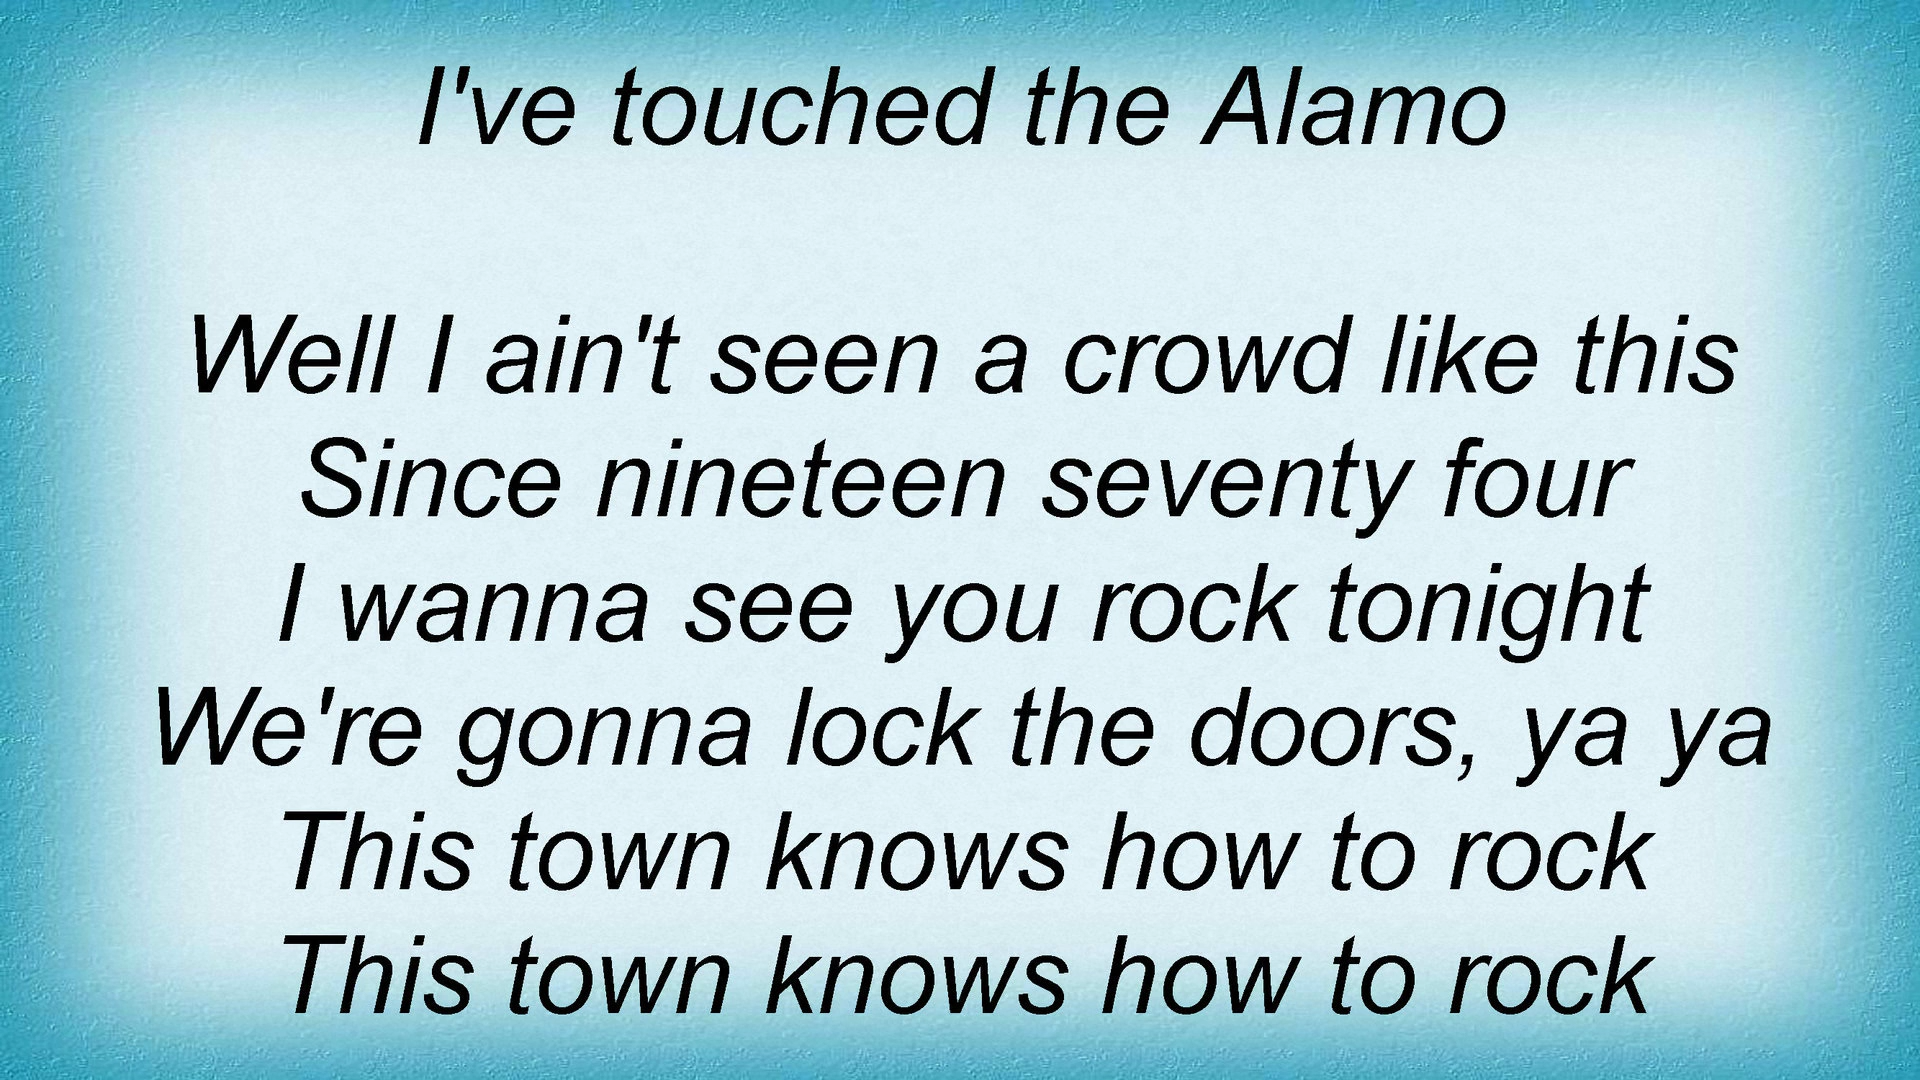 I've touched the Alamo
Well I ain't seen a crowd like this
Since nineteen seventy four
I wanna see you rock tonight
We're gonna lock the doors, ya ya
This town knows how to rock
This town knows how to rock